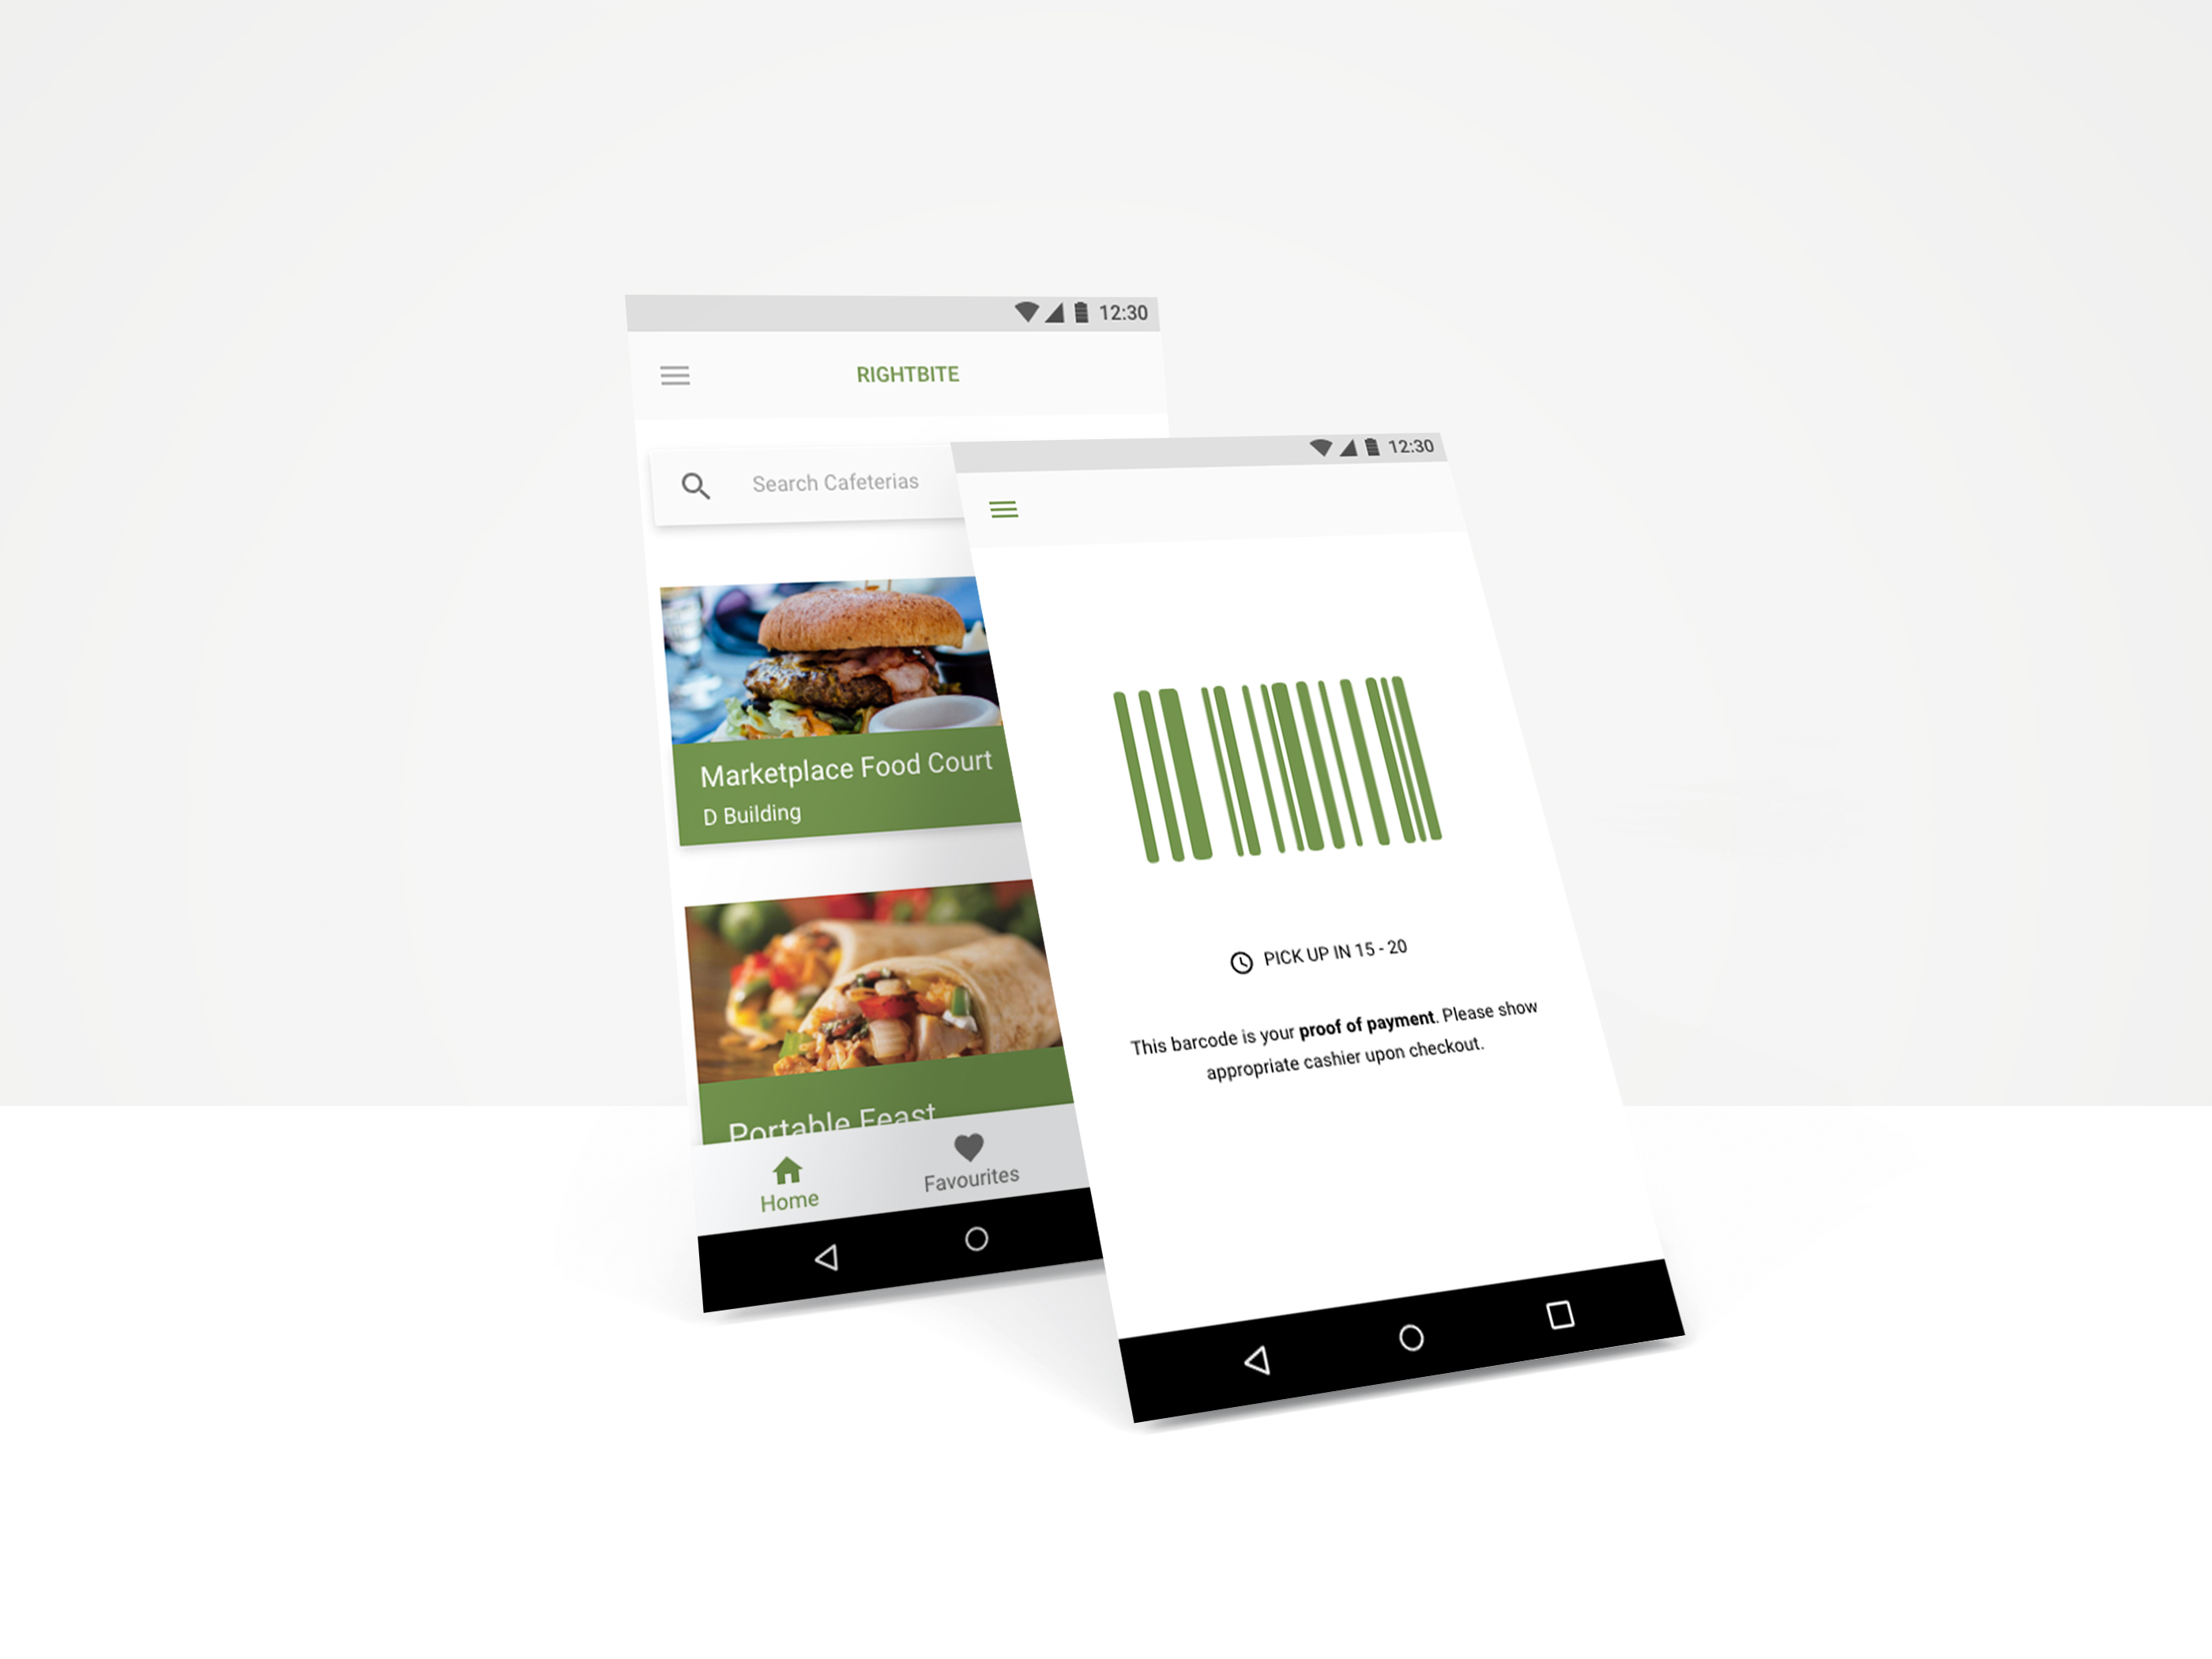 12:30
RIGHTBITE
Search Cafeterias
Marketplace Food Court
D Building
Portable Feast
Home
Favourites
12:30
PICK UP IN 15 - 20
This barcode is your proof of payment. Please show
appropriate cashier upon checkout.